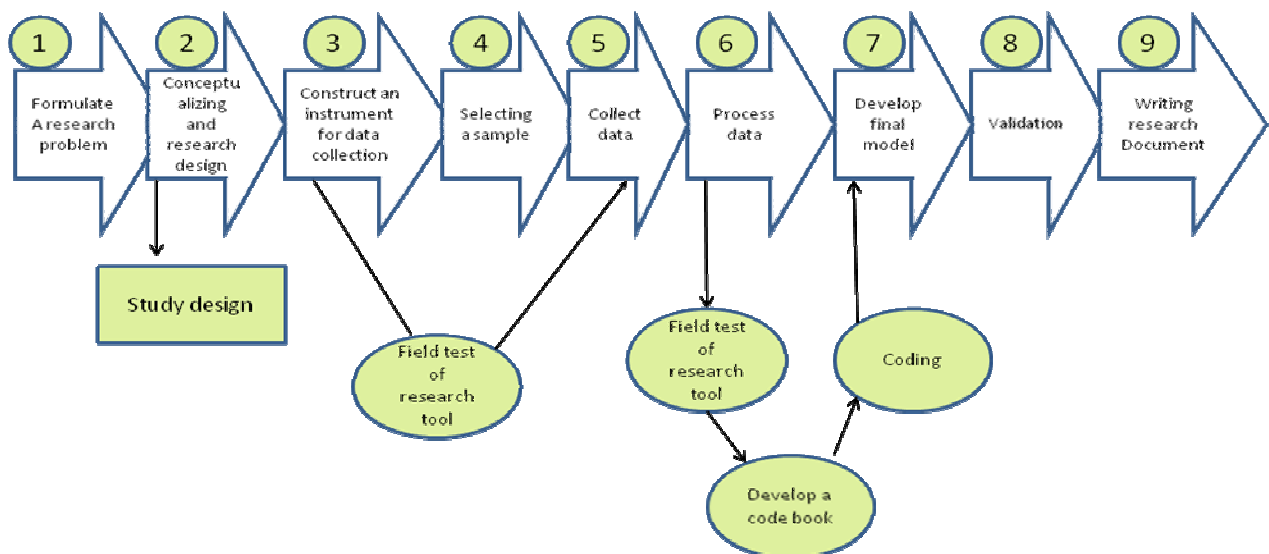 1
2
3
4
5
6
7
8
9
Formulate
A research
problem
Conceptu
alizing
and
research
design
Construct an
instrument
for data
collection
Selecting
a sample
Collect
data
Process
data
Develop
final
model
Validation
Writing
research
Document
Study design
Field test
of
research
tool
Field test
of
research
tool
Coding
Develop a
code book